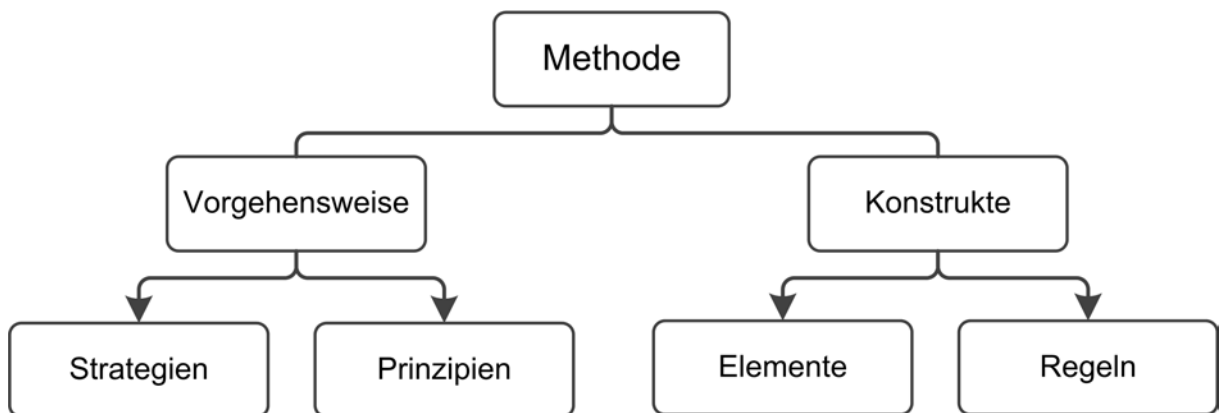 Methode
Vorgehensweise
Konstrukte
Strategien
Prinzipien
Elemente
Regeln